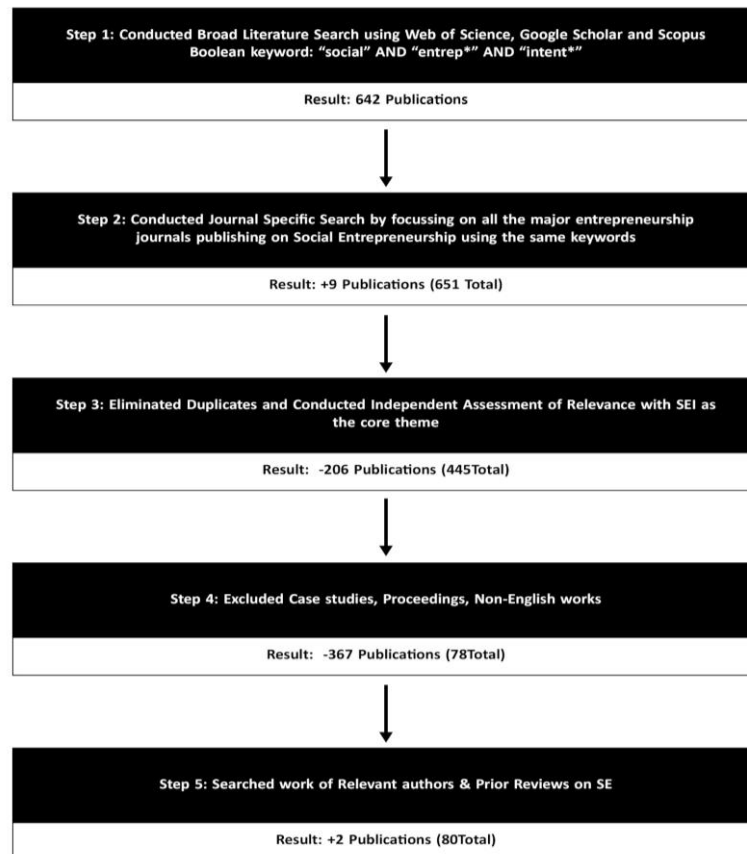 Step 1: Conducted Broad Literature Search using Web of Science, Google Scholar and Scopus
Boolean keyword: “social” AND “entrep*” AND “intent*”
Result: 642 Publications
Step 2: Conducted Journal Specific Search by focussing on all the major entrepreneurship
journals publishing on Social Entrepreneurship using the same keywords
Result: +9 Publications (651 Total)
Step 3: Eliminated Duplicates and Conducted Independent Assessment of Relevance with SEI as
the core theme
Result: -206 Publications (445Total)
Step 4: Excluded Case studies, Proceedings, Non-English works
Result: -367 Publications (78Total)
Step 5: Searched work of Relevant authors & Prior Reviews on SE
Result: +2 Publications (80Total)